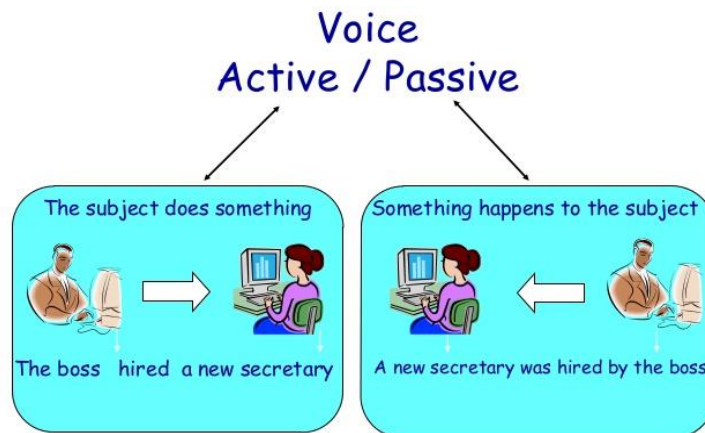 Voice
Active / Passive
The subject does something
The boss hired a new secretary
Something happens to the subject
A new secretary was hired by the boss